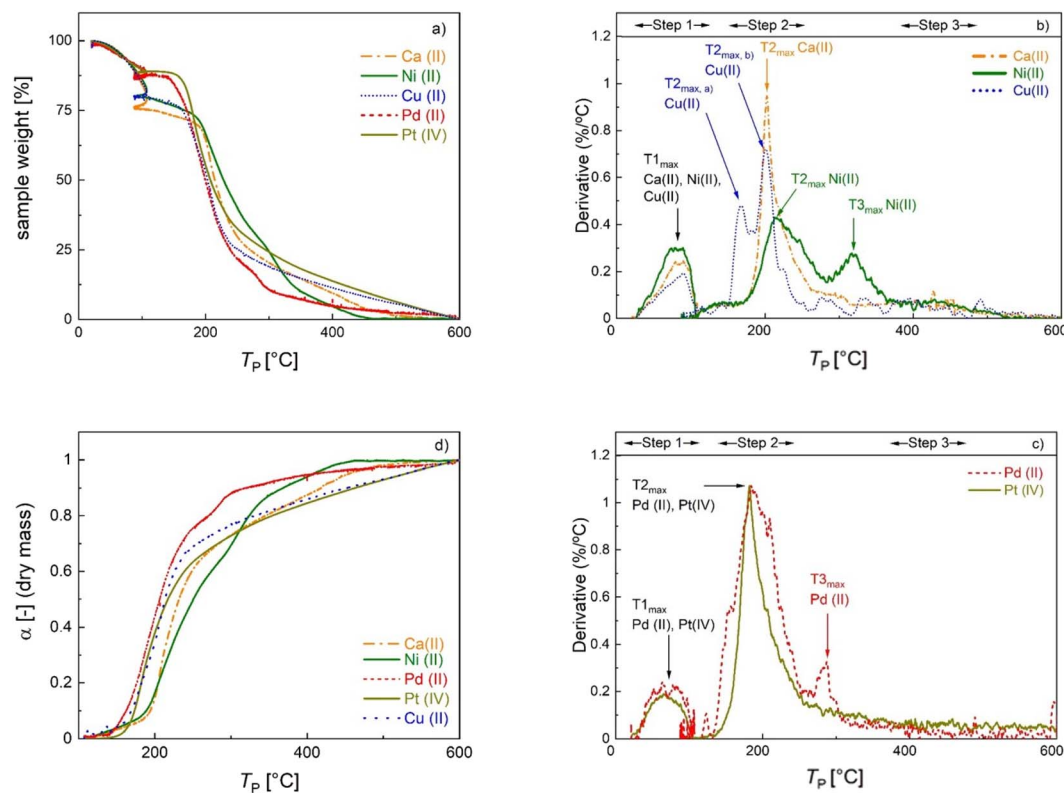 a)
100
75
50
25
0
sample weight [%]
Ca (II)
Ni (II)
Cu (II)
Pd (II)
Pt (IV)
0 200 400 600
TP [°C]
Step 1 Step 2 Step 3
b)
1.2
1
0.8
0.6
0.4
0.2
0
Derivative (%/ºC)
T2max, b)
Cu(II)
T2max Ca(II)
T2max, a)
Cu(II)
Ca(II)
Ni(II)
Cu(II)
T1max
Ca(II), Ni(II),
Cu(II)
T2max Ni(II)
T3max Ni(II)
0 200 400 600
TP [°C]
d)
1
0.8
0.6
0.4
0.2
0
α [-] (dry mass)
Ca(II)
Ni (II)
Pd (II)
Pt (IV)
Cu (II)
200 400 600
TP [°C]
Step 1 Step 2 Step 3
c)
1.2
1
0.8
0.6
0.4
0.2
0
Derivative (%/ºC)
Pd (II)
Pt (IV)
T2max
Pd (II), Pt(IV)
T3max
Pd (II)
T1max
Pd (II), Pt(IV)
0 200 400 600
TP [°C]